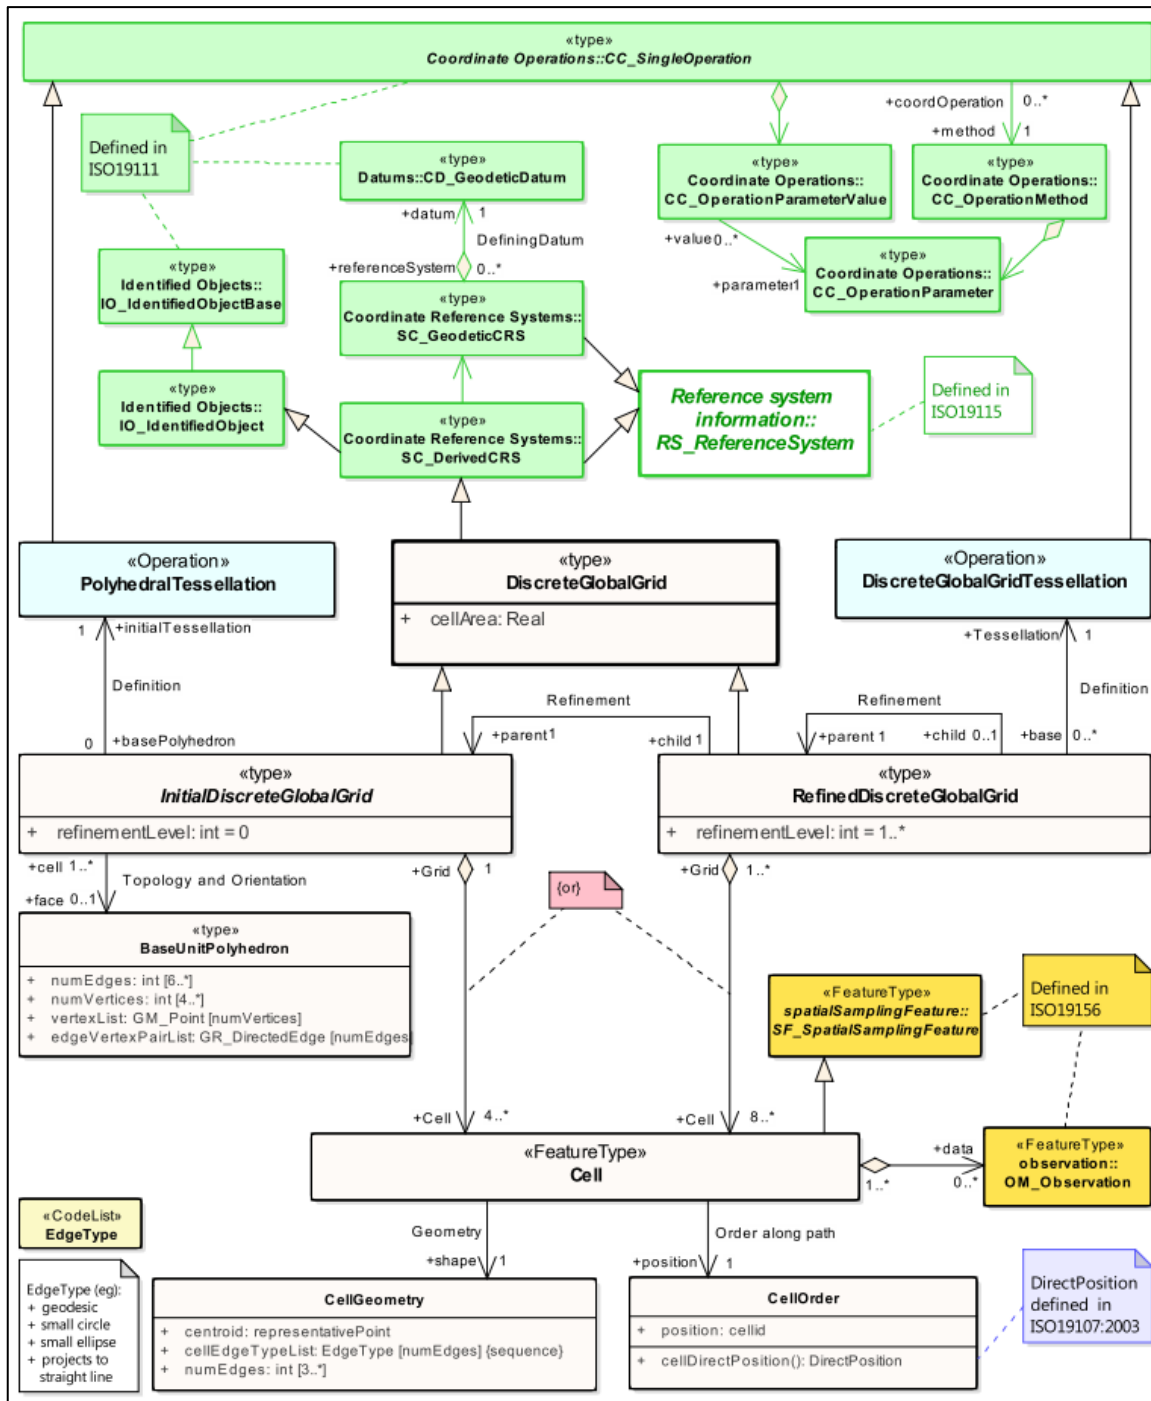 «type»
Coordinate Operations::CC_SingleOperation
Defined in
ISO19111
«type»
Datums::CD_GeodeticDatum
+datum
1
DefiningDatum
+referenceSystem
0..*
+coordOperation
0..*
+method
1
«type»
Coordinate Operations::
CC_OperationParameterValue
«type»
Coordinate Operations::
CC_OperationMethod
+value
0..*
+parameter
1
«type»
Coordinate Operations::
CC_OperationParameter
«type»
Identified Objects::
IO_IdentifiedObjectBase
«type»
Coordinate Reference Systems::
SC_GeodeticCRS
«type»
Identified Objects::
IO_IdentifiedObject
«type»
Coordinate Reference Systems::
SC_DerivedCRS
Reference system
information::
RS_ReferenceSystem
Defined in
ISO19115
«Operation»
PolyhedralTessellation
«type»
DiscreteGlobalGrid
+ cellArea: Real
«Operation»
DiscreteGlobalGridTessellation
1
+initialTessellation
Definition
0
+basePolyhedron
+Tessellation
1
Definition
+base
0..*
Refinement
+parent
1
+child
1
Refinement
+parent
1
+child
0..1
«type»
InitialDiscreteGlobalGrid
+ refinementLevel: int = 0
«type»
RefinedDiscreteGlobalGrid
+ refinementLevel: int = 1..*
+cell
1..*
Topology and Orientation
+face
0..1
+Grid
1
+Grid
1..*
{or}
«type»
BaseUnitPolyhedron
+ numEdges: int [6..*]
+ numVertices: int [4..*]
+ vertexList: GM_Point [numVertices]
+ edgeVertexPairList: GR_DirectedEdge [numEdges]
«FeatureType»
spatialSamplingFeature::
SF_SpatialSamplingFeature
Defined in
ISO19156
+Cell
4..*
+Cell
8..*
«FeatureType»
Cell
1..*
+data
0..*
«FeatureType»
observation::
OM_Observation
«CodeList»
EdgeType
EdgeType (eg):
+ geodesic
+ small circle
+ small ellipse
+ projects to
straight line
Geometry
+shape
1
Order along path
+position
1
CellGeometry
+ centroid: representativePoint
+ cellEdgeTypeList: EdgeType [numEdges] {sequence}
+ numEdges: int [3..*]
CellOrder
+ position: cellid
+ cellDirectPosition(): DirectPosition
DirectPosition
defined in
ISO19107:2003